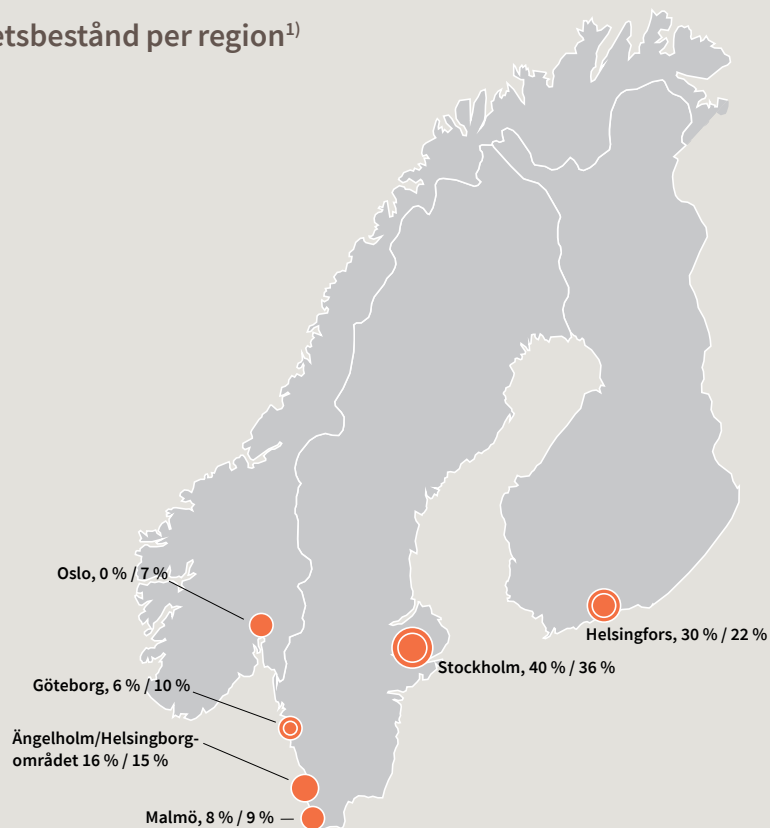 etsbestånd per region¹⁾
Oslo, 0 % / 7 %
Helsingfors, 30 % / 22 %
Stockholm, 40 % / 36 %
Göteborg, 6 % / 10 %
Ängelholm/Helsingborg-
området 16 % / 15 %
Malmö, 8 % / 9 %